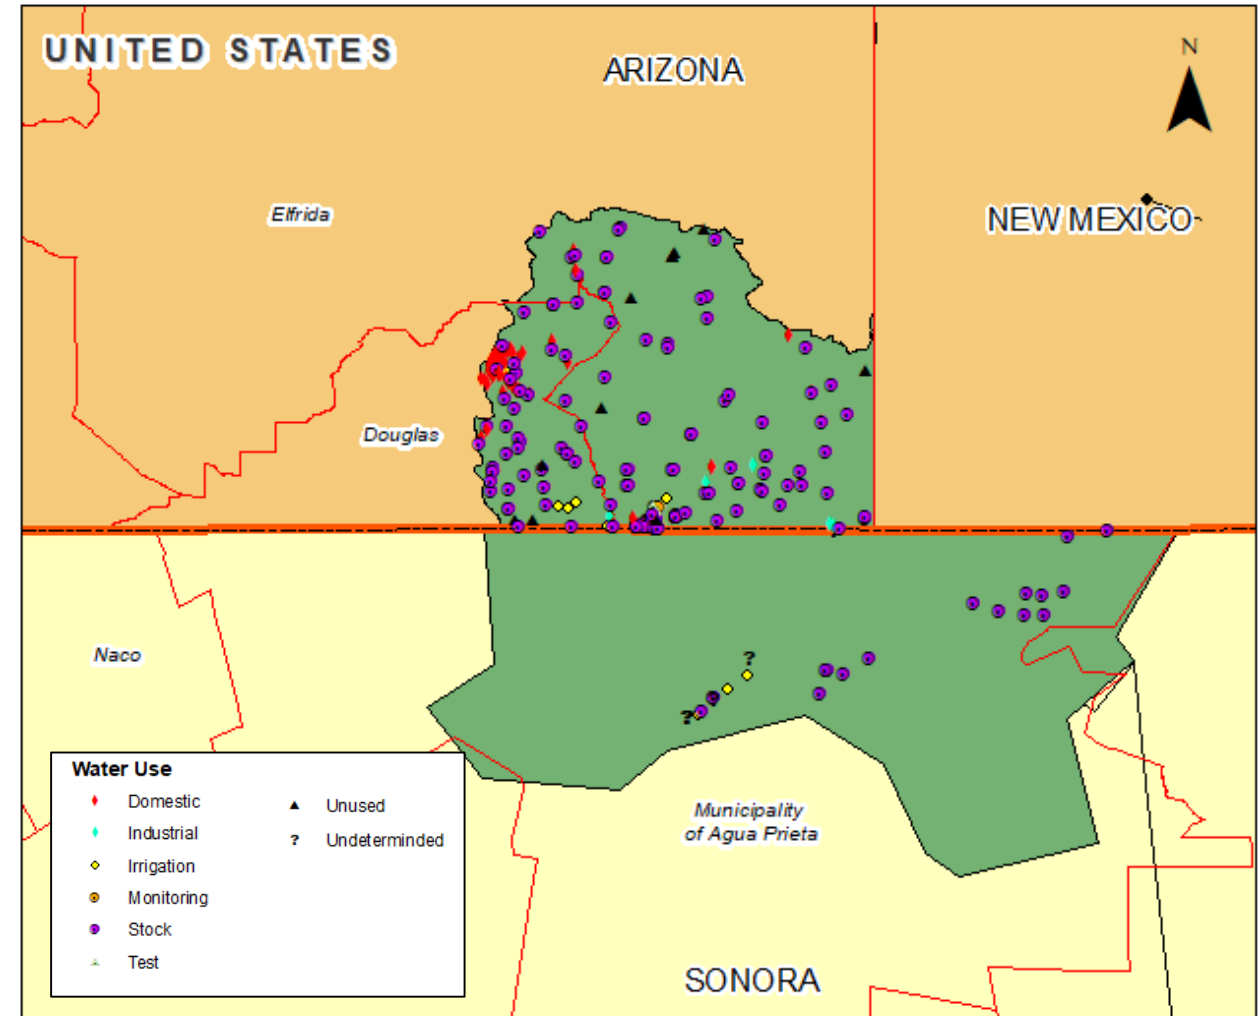 UNITED STATES
ARIZONA
N
Elfrida
NEW MEXICO
Douglas
Naco
?
?
Water Use
Domestic
Industrial
Irrigation
Monitoring
Stock
Test
Unused
? Undeterminded
Municipality
of Agua Prieta
SONORA